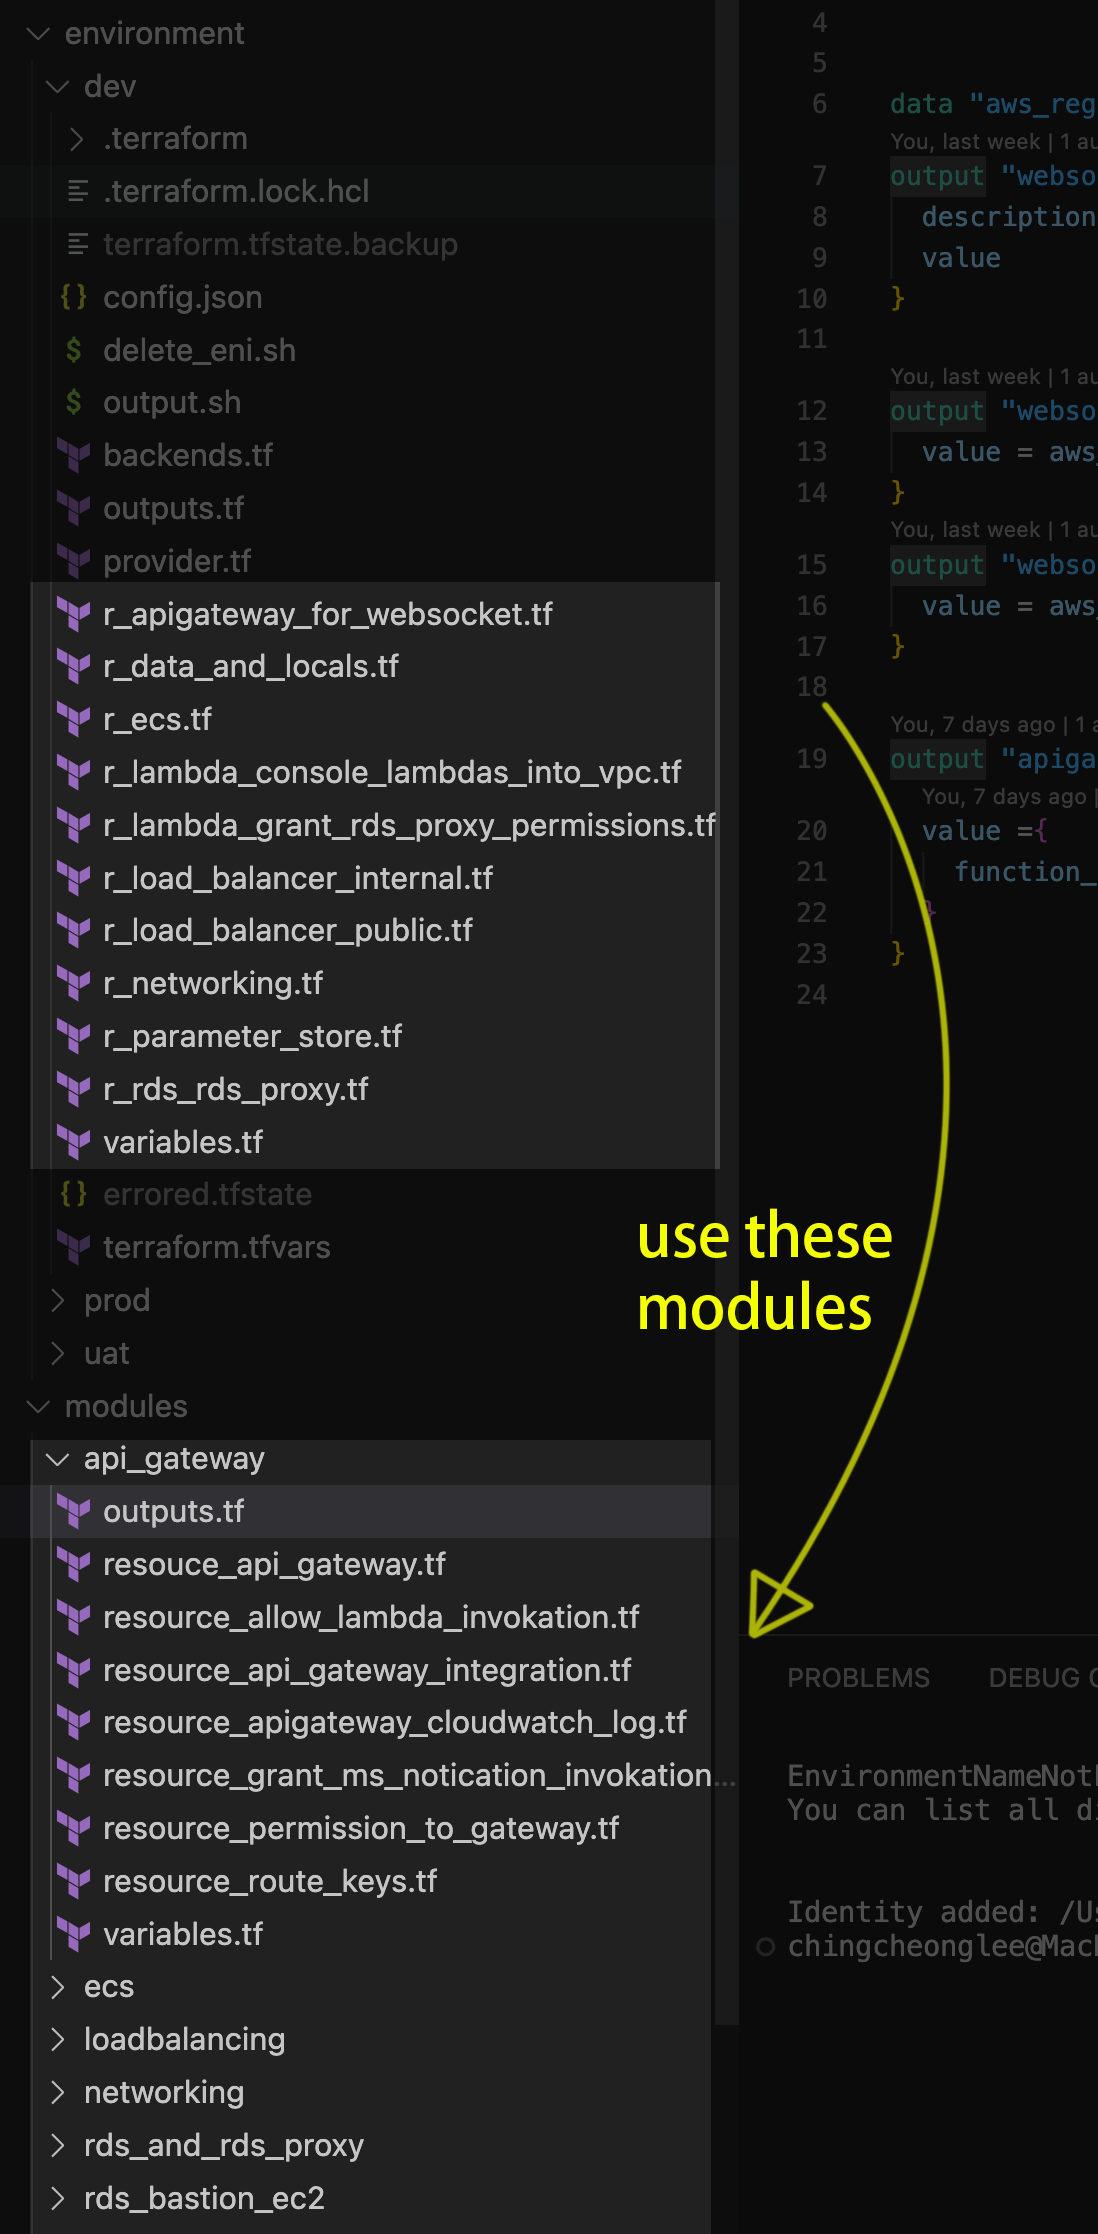 environment
dev
.terraform
.terraform.lock.hcl
terraform.tfstate.backup
{} config.json
$ delete_eni.sh
$ output.sh
backends.tf
outputs.tf
provider.tf
r_apigateway_for_websocket.tf
r_data_and_locals.tf
r_ecs.tf
r_lambda_console_lambdas_into_vpc.tf
r_lambda_grant_rds_proxy_permissions.tf
r_load_balancer_internal.tf
r_load_balancer_public.tf
r_networking.tf
r_parameter_store.tf
r_rds_rds_proxy.tf
variables.tf
{} errored.tfstate
terraform.tfvars
prod
uat
modules
api_gateway
outputs.tf
resouce_api_gateway.tf
resource_allow_lambda_invokation.tf
resource_api_gateway_integration.tf
resource_apigateway_cloudwatch_log.tf
resource_grant_ms_notication_invokation...
resource_permission_to_gateway.tf
resource_route_keys.tf
variables.tf
ecs
loadbalancing
networking
rds_and_rds_proxy
rds_bastion_ec2
4
5
6 data "aws_reg
You, last week | 1 au
7 output "webso
8 description
9 value
10 }
11
You, last week | 1 au
12 output "webso
13 value = aws
14 }
You, last week | 1 au
15 output "webso
16 value = aws
17 }
18
You, 7 days ago | 1 a
19 output "apiga
You, 7 days ago |
20 value ={
21 function_
22 }
23 }
24
use these
modules
PROBLEMS DEBUG
EnvironmentNameNot
You can list all
Identity added: /Us
chingcheonglee@Mac